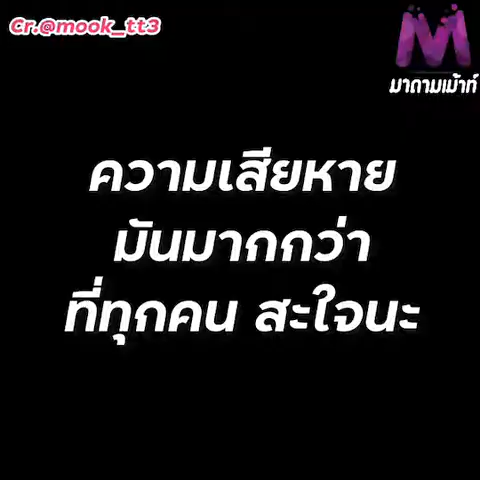 Cr.@mook_tt3
M
มาดามเม้าท์
ความเสียหาย
มันมากกว่า
ที่ทุกคน สะใจนะ